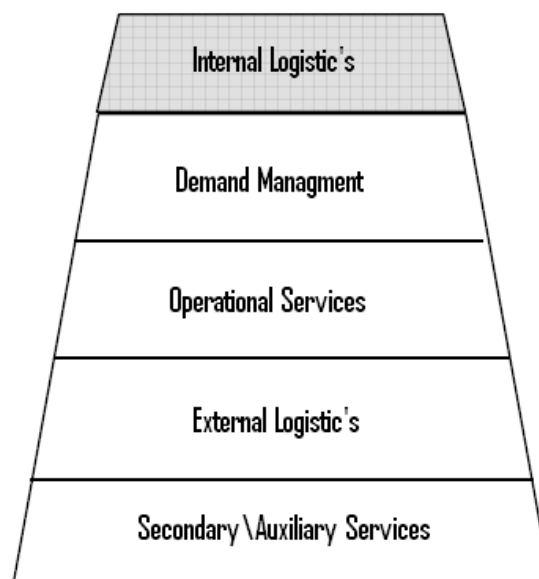 Internal Logistic's
Demand Managment
Operational Services
External Logistic's
Secondary\Auxiliary Services